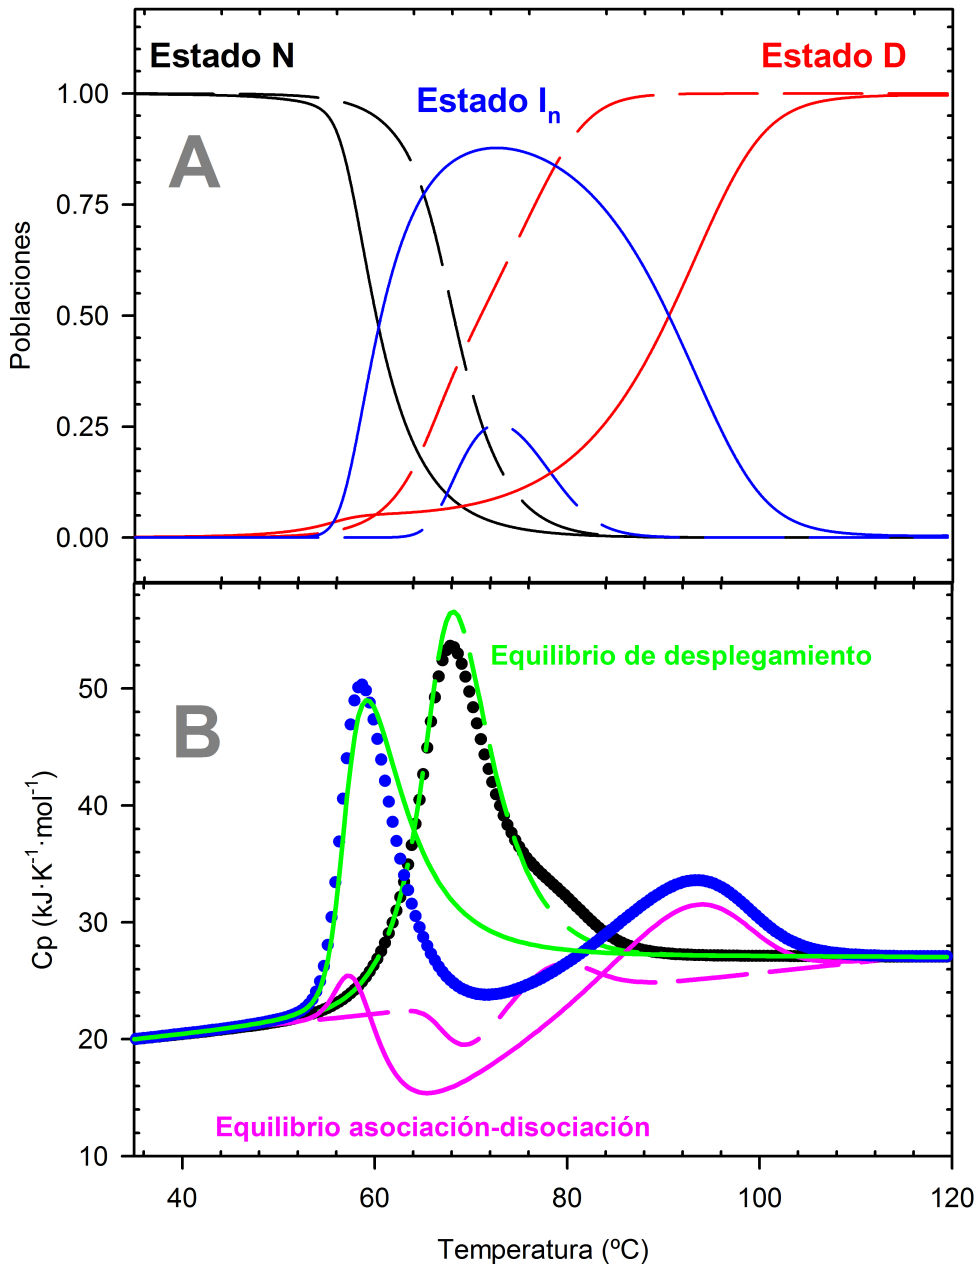 Estado N
Estado D
Estado In
A
1.00
0.75
0.50
0.25
0.00
Poblaciones
Equilibrio de desplegamiento
B
50
40
30
20
10
Cp (kJ·K⁻¹·mol⁻¹)
Equilibrio asociación-disociación
40 60 80 100 120
Temperatura (ºC)